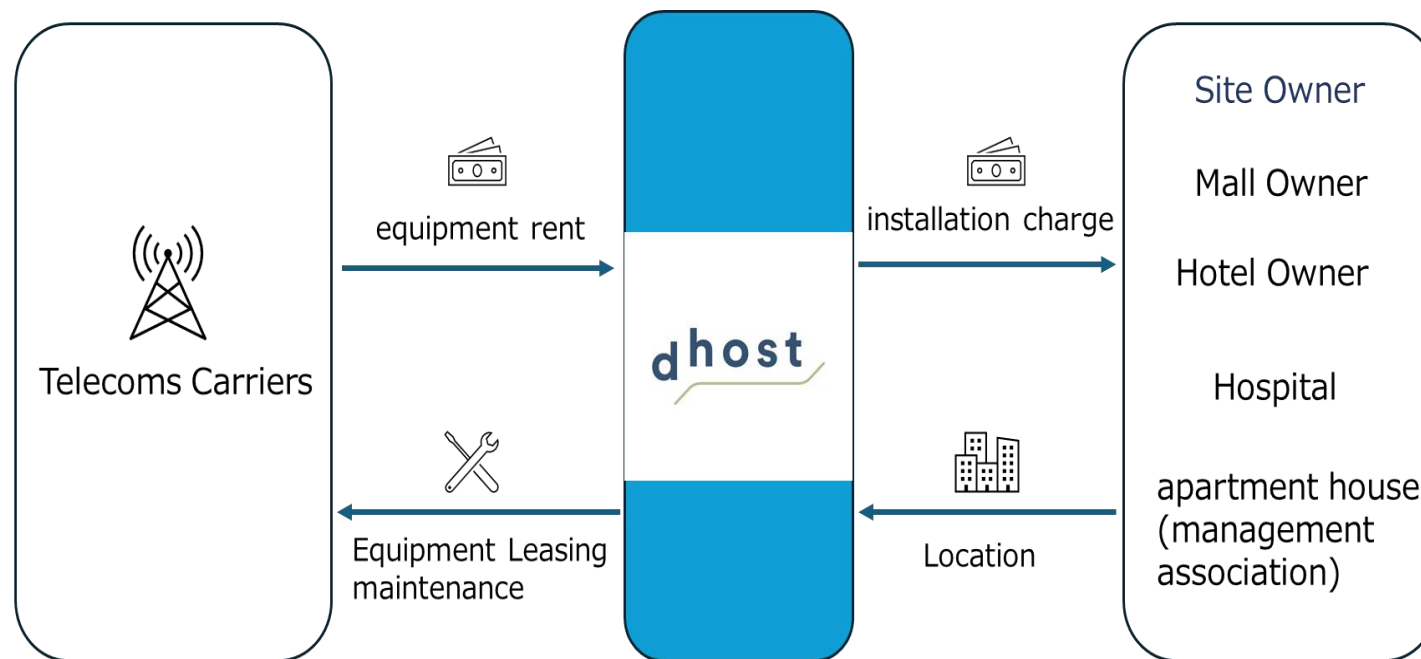 Telecoms Carriers
equipment rent
Equipment Leasing
maintenance
dhost
installation charge
Location
Site Owner
Mall Owner
Hotel Owner
Hospital
apartment house
(management
association)